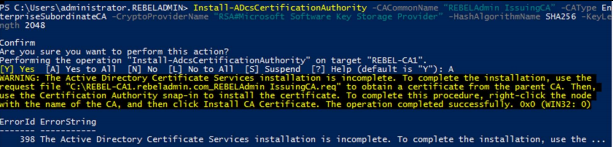 PS C:\Users\administrator.REBELADMIN> Install-ADcsCertificationAuthority -CACommonName "REBELAdmin IssuingCA" -CAType En
terpriseSubordinateCA -CryptoProviderName "RSA#Microsoft Software Key Storage Provider" -HashAlgorithmName SHA256 -KeyLe
ngth 2048
Confirm
Are you sure you want to perform this action?
Performing the operation "Install-AdcsCertificationAuthority" on target "REBEL-CA1".
[Y] Yes  [A] Yes to All  [N] No  [L] No to All  [S] Suspend  [?] Help (default is "Y"): A
WARNING: The Active Directory Certificate Services installation is incomplete. To complete the installation, use the
request file "C:\REBEL-CA1.rebeladmin.com_REBELAdmin IssuingCA.req" to obtain a certificate from the parent CA. Then,
use the Certification Authority snap-in to install the certificate. To complete this procedure, right-click the node
with the name of the CA, and then click Install CA Certificate. The operation completed successfully. 0x0 (WIN32: 0)
ErrorId ErrorString
------- -----------
398 The Active Directory Certificate Services installation is incomplete. To complete the installation, use the ...